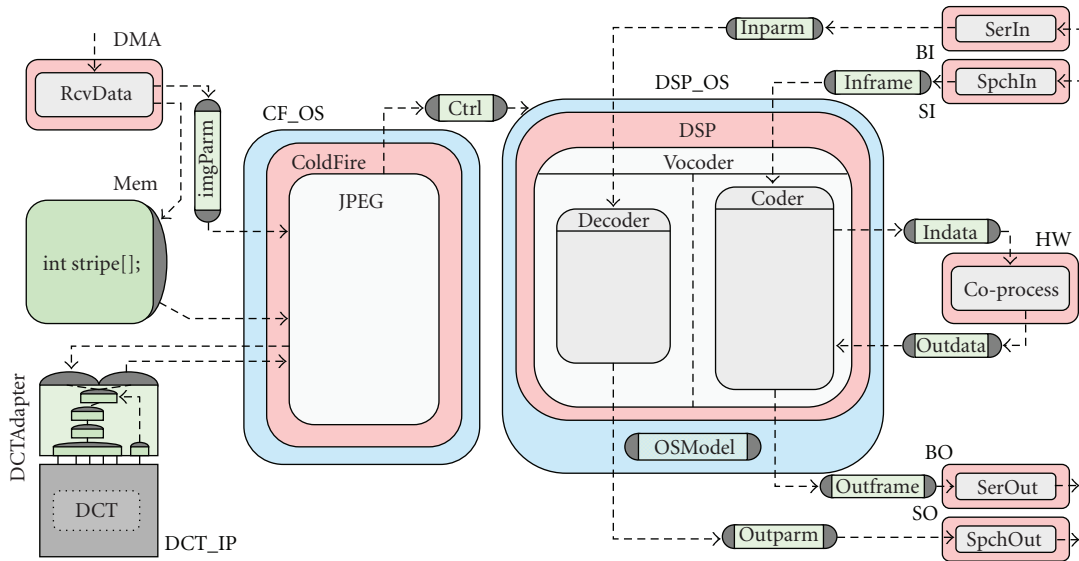 DMA
RcvData
imgParm
Mem
int stripe[];
DCTAdapter
DCT
DCT_IP
CF_OS
ColdFire
JPEG
Ctrl
DSP_OS
DSP
Vocoder
Decoder
Coder
OSModel
Inparm
Inframe
SerIn
BI
SpchIn
SI
Indata
HW
Co-process
Outdata
BO
Outframe
SerOut
SO
Outparm
SpchOut